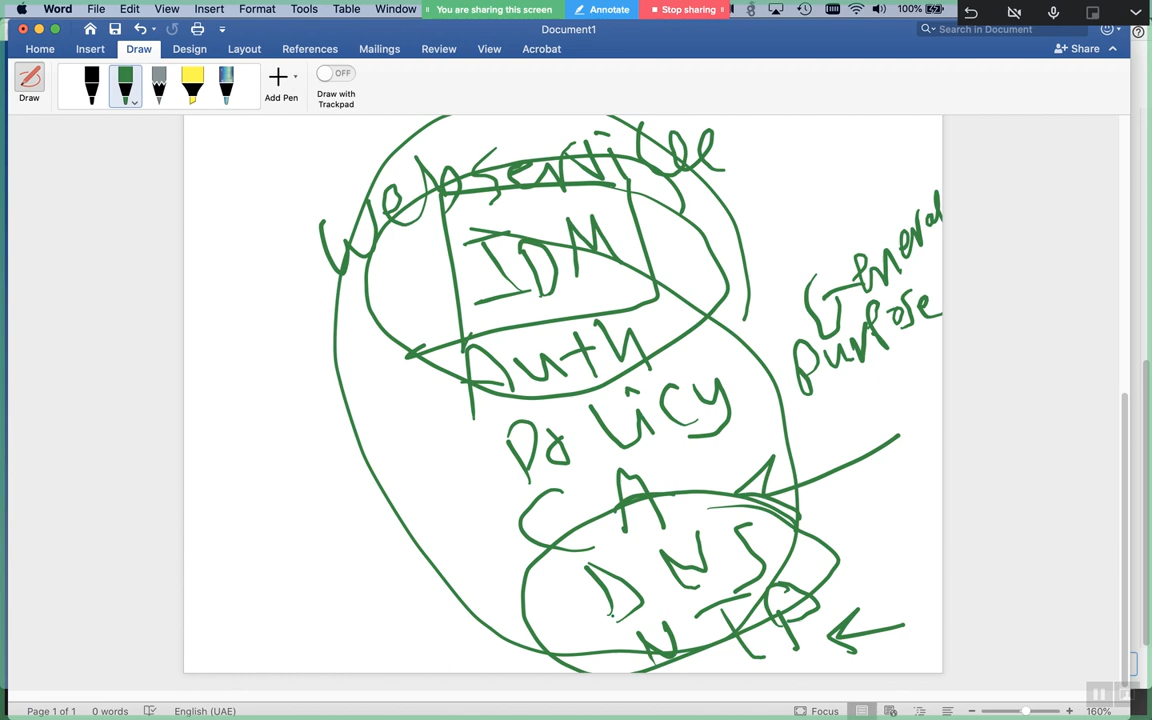 Word File Edit View Insert Format Tools Table Window You are sharing this screen Annotate Stop sharing 100%
Document1 Search in Document
Home Insert Draw Design Layout References Mailings Review View Acrobat Share
OFF
Draw Add Pen Draw with
Trackpad
Webservice
IDM
Auth
Policy
CA
DNS
NTP
General
purpose
Page 1 of 1 0 words English (UAE) Focus 160%